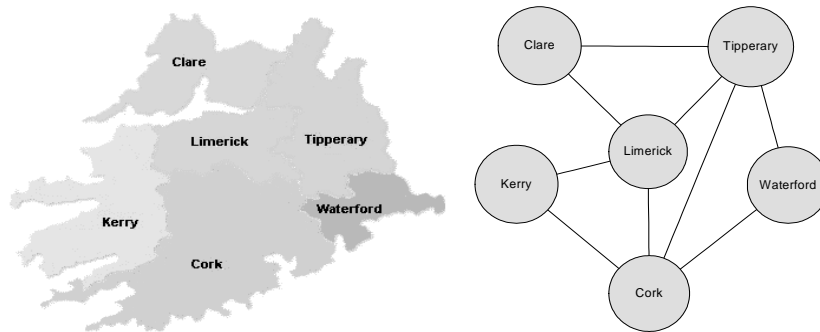 Clare
Limerick
Tipperary
Waterford
Kerry
Cork
Clare
Tipperary
Limerick
Kerry
Waterford
Cork